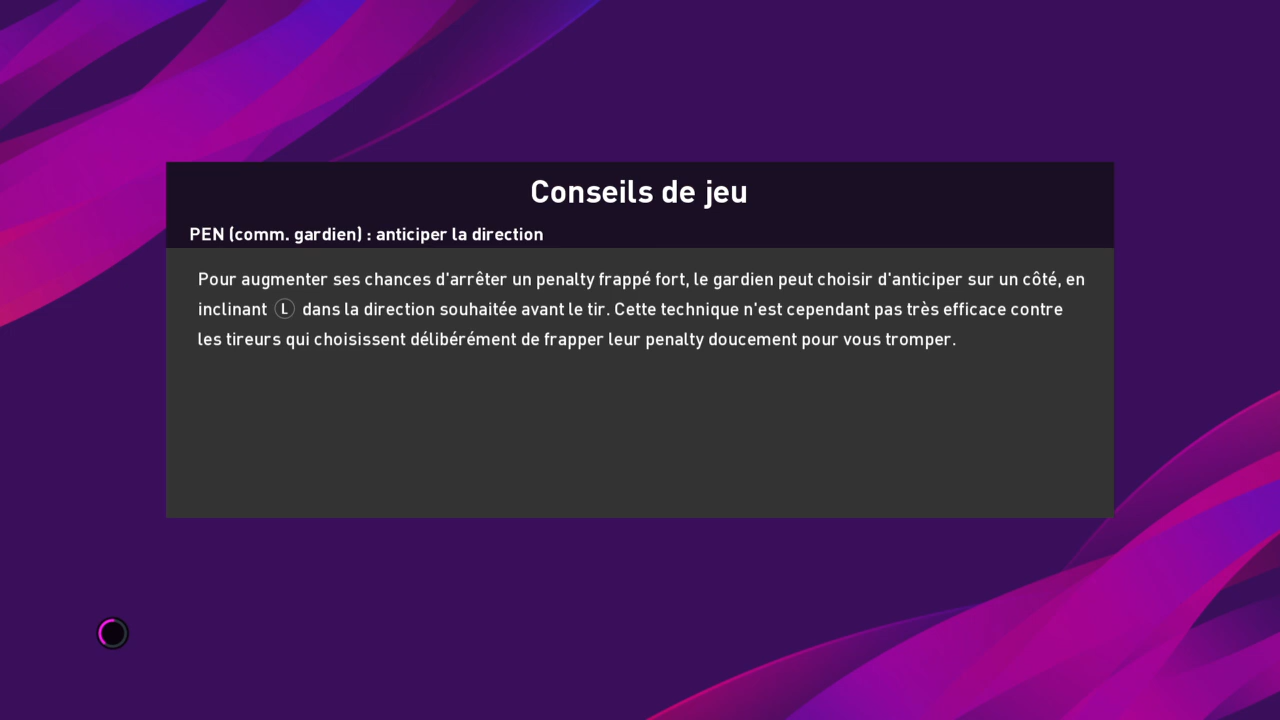 Conseils de jeu
PEN (comm. gardien) : anticiper la direction
Pour augmenter ses chances d'arrêter un penalty frappé fort, le gardien peut choisir d'anticiper sur un côté, en
inclinant L dans la direction souhaitée avant le tir. Cette technique n'est cependant pas très efficace contre
les tireurs qui choisissent délibérément de frapper leur penalty doucement pour vous tromper.